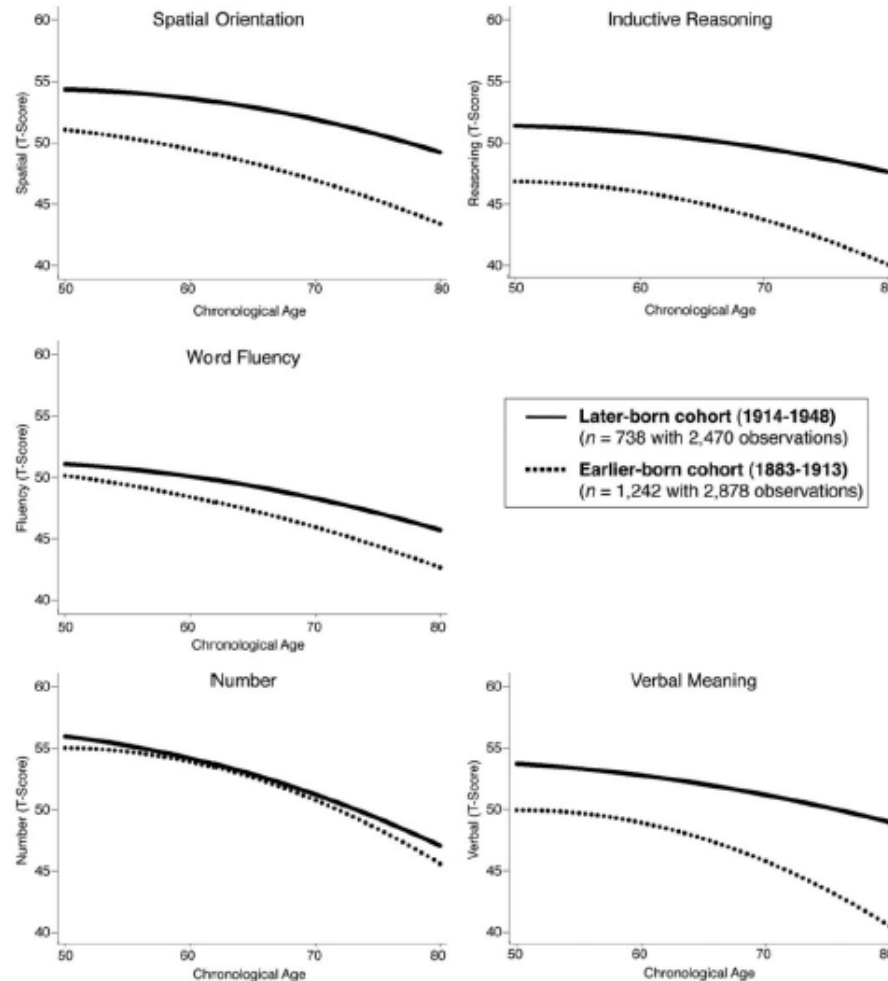 Spatial Orientation
60
55
50
45
40
Spatial (T-Score)
50
60
70
80
Chronological Age
Inductive Reasoning
60
55
50
45
40
Reasoning (T-Score)
50
60
70
80
Chronological Age
Word Fluency
60
55
50
45
40
Fluency (T-Score)
50
60
70
80
Chronological Age
Later-born cohort (1914-1948)
(n = 738 with 2,470 observations)
Earlier-born cohort (1883-1913)
(n = 1,242 with 2,878 observations)
Number
60
55
50
45
40
Number (T-Score)
50
60
70
80
Chronological Age
Verbal Meaning
60
55
50
45
40
Verbal (T-Score)
50
60
70
80
Chronological Age